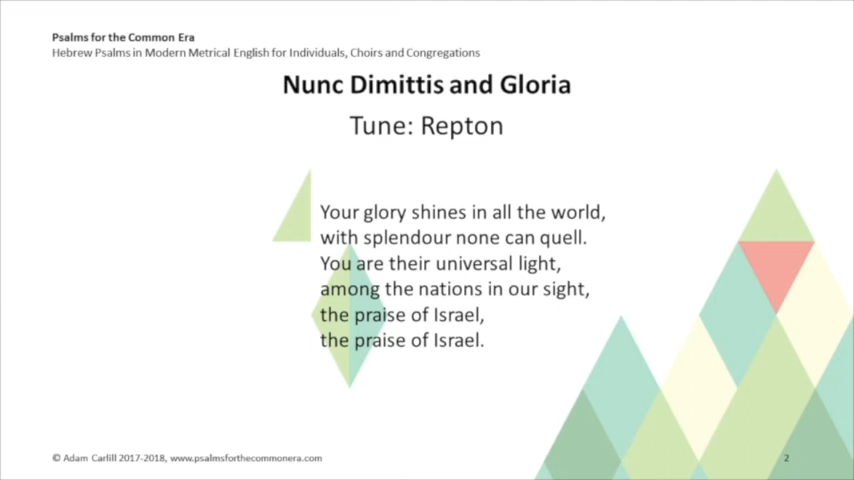 Psalms for the Common Era
Hebrew Psalms in Modern Metrical English for Individuals, Choirs and Congregations
Nunc Dimittis and Gloria
Tune: Repton
Your glory shines in all the world,
with splendour none can quell.
You are their universal light,
among the nations in our sight,
the praise of Israel,
the praise of Israel.
© Adam Carlill 2017-2018, www.psalmsforthecommonera.com
2